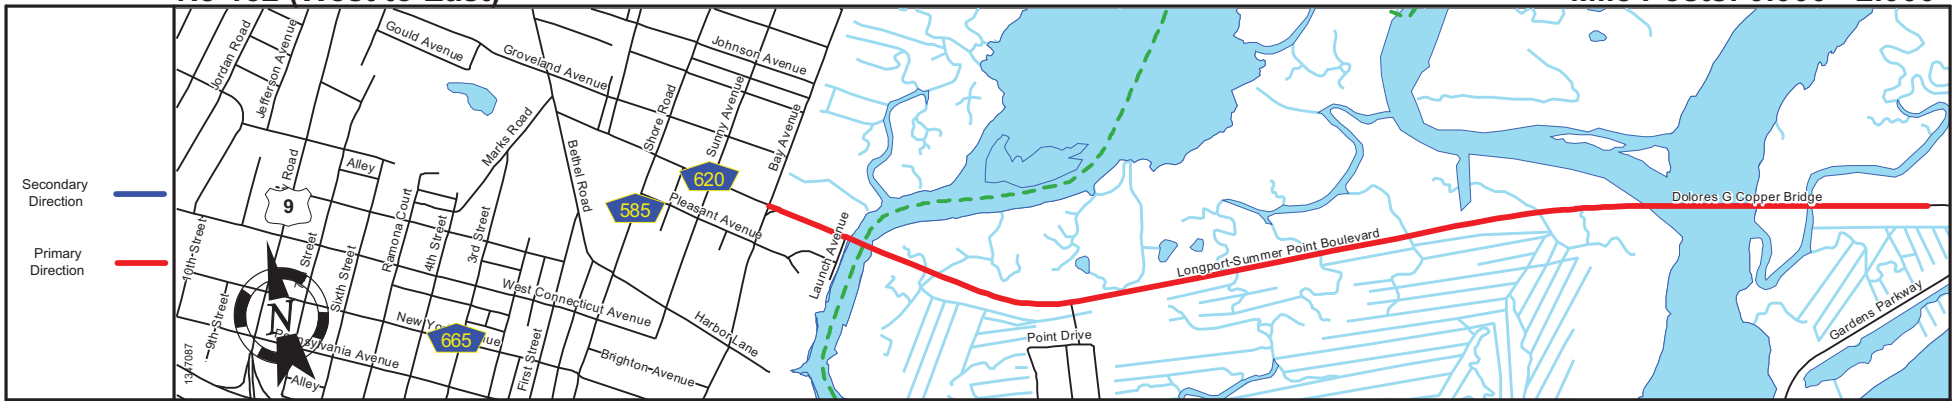 Secondary
Direction
Primary
Direction
Jordan Road
Jefferson Avenue
Gould Avenue
Groveland Avenue
Johnson Avenue
Shore Road
Sunny Avenue
Bay Avenue
Marks Road
Bethel Road
Alley
Road
9
620
585
Pleasant Avenue
Ramona Court
4th Street
3rd Street
10th Street
Street
Sixth Street
9th Street
West Connecticut Avenue
Launch Avenue
Harbor Lane
N
665
First Street
Brighton Avenue
Alley
1347087
Longport-Summer Point Boulevard
Point Drive
Dolores G Copper Bridge
Gardens Parkway